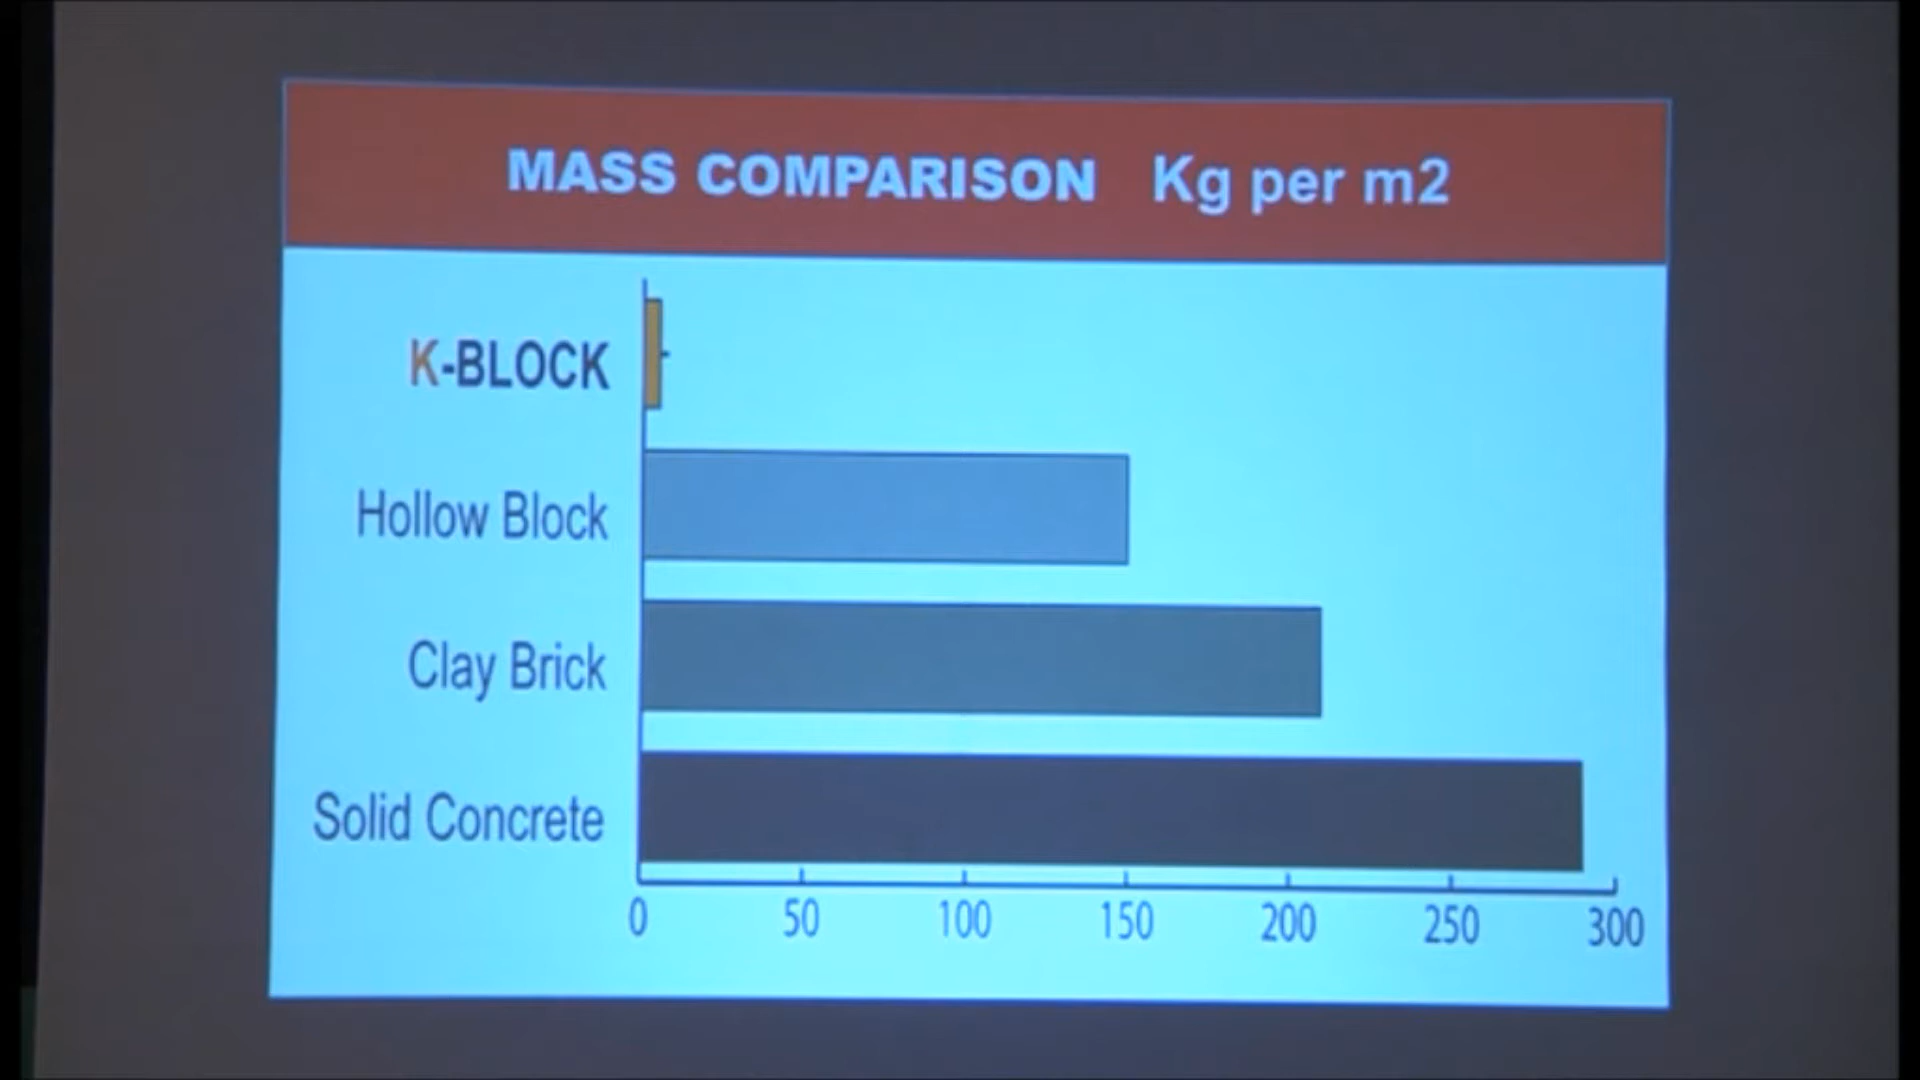 MASS COMPARISON Kg per m2
K-BLOCK
Hollow Block
Clay Brick
Solid Concrete
0 50 100 150 200 250 300